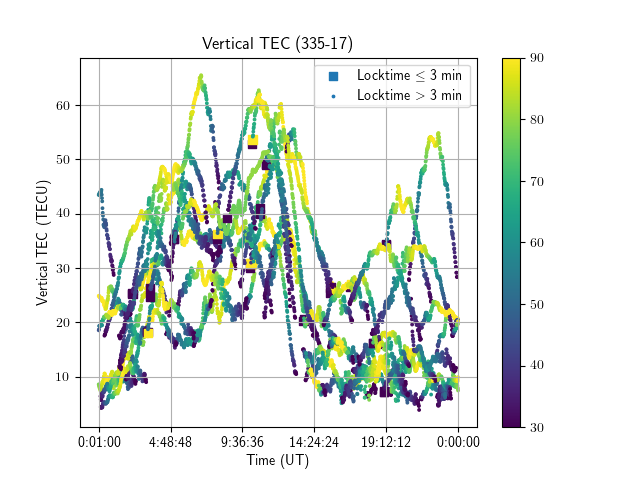 Vertical TEC (335-17)
Locktime ≤ 3 min
Locktime > 3 min
Vertical TEC (TECU)
60
50
40
30
20
10
0:01:00 4:48:48 9:36:36 14:24:24 19:12:12 0:00:00
Time (UT)
90
80
70
60
50
40
30